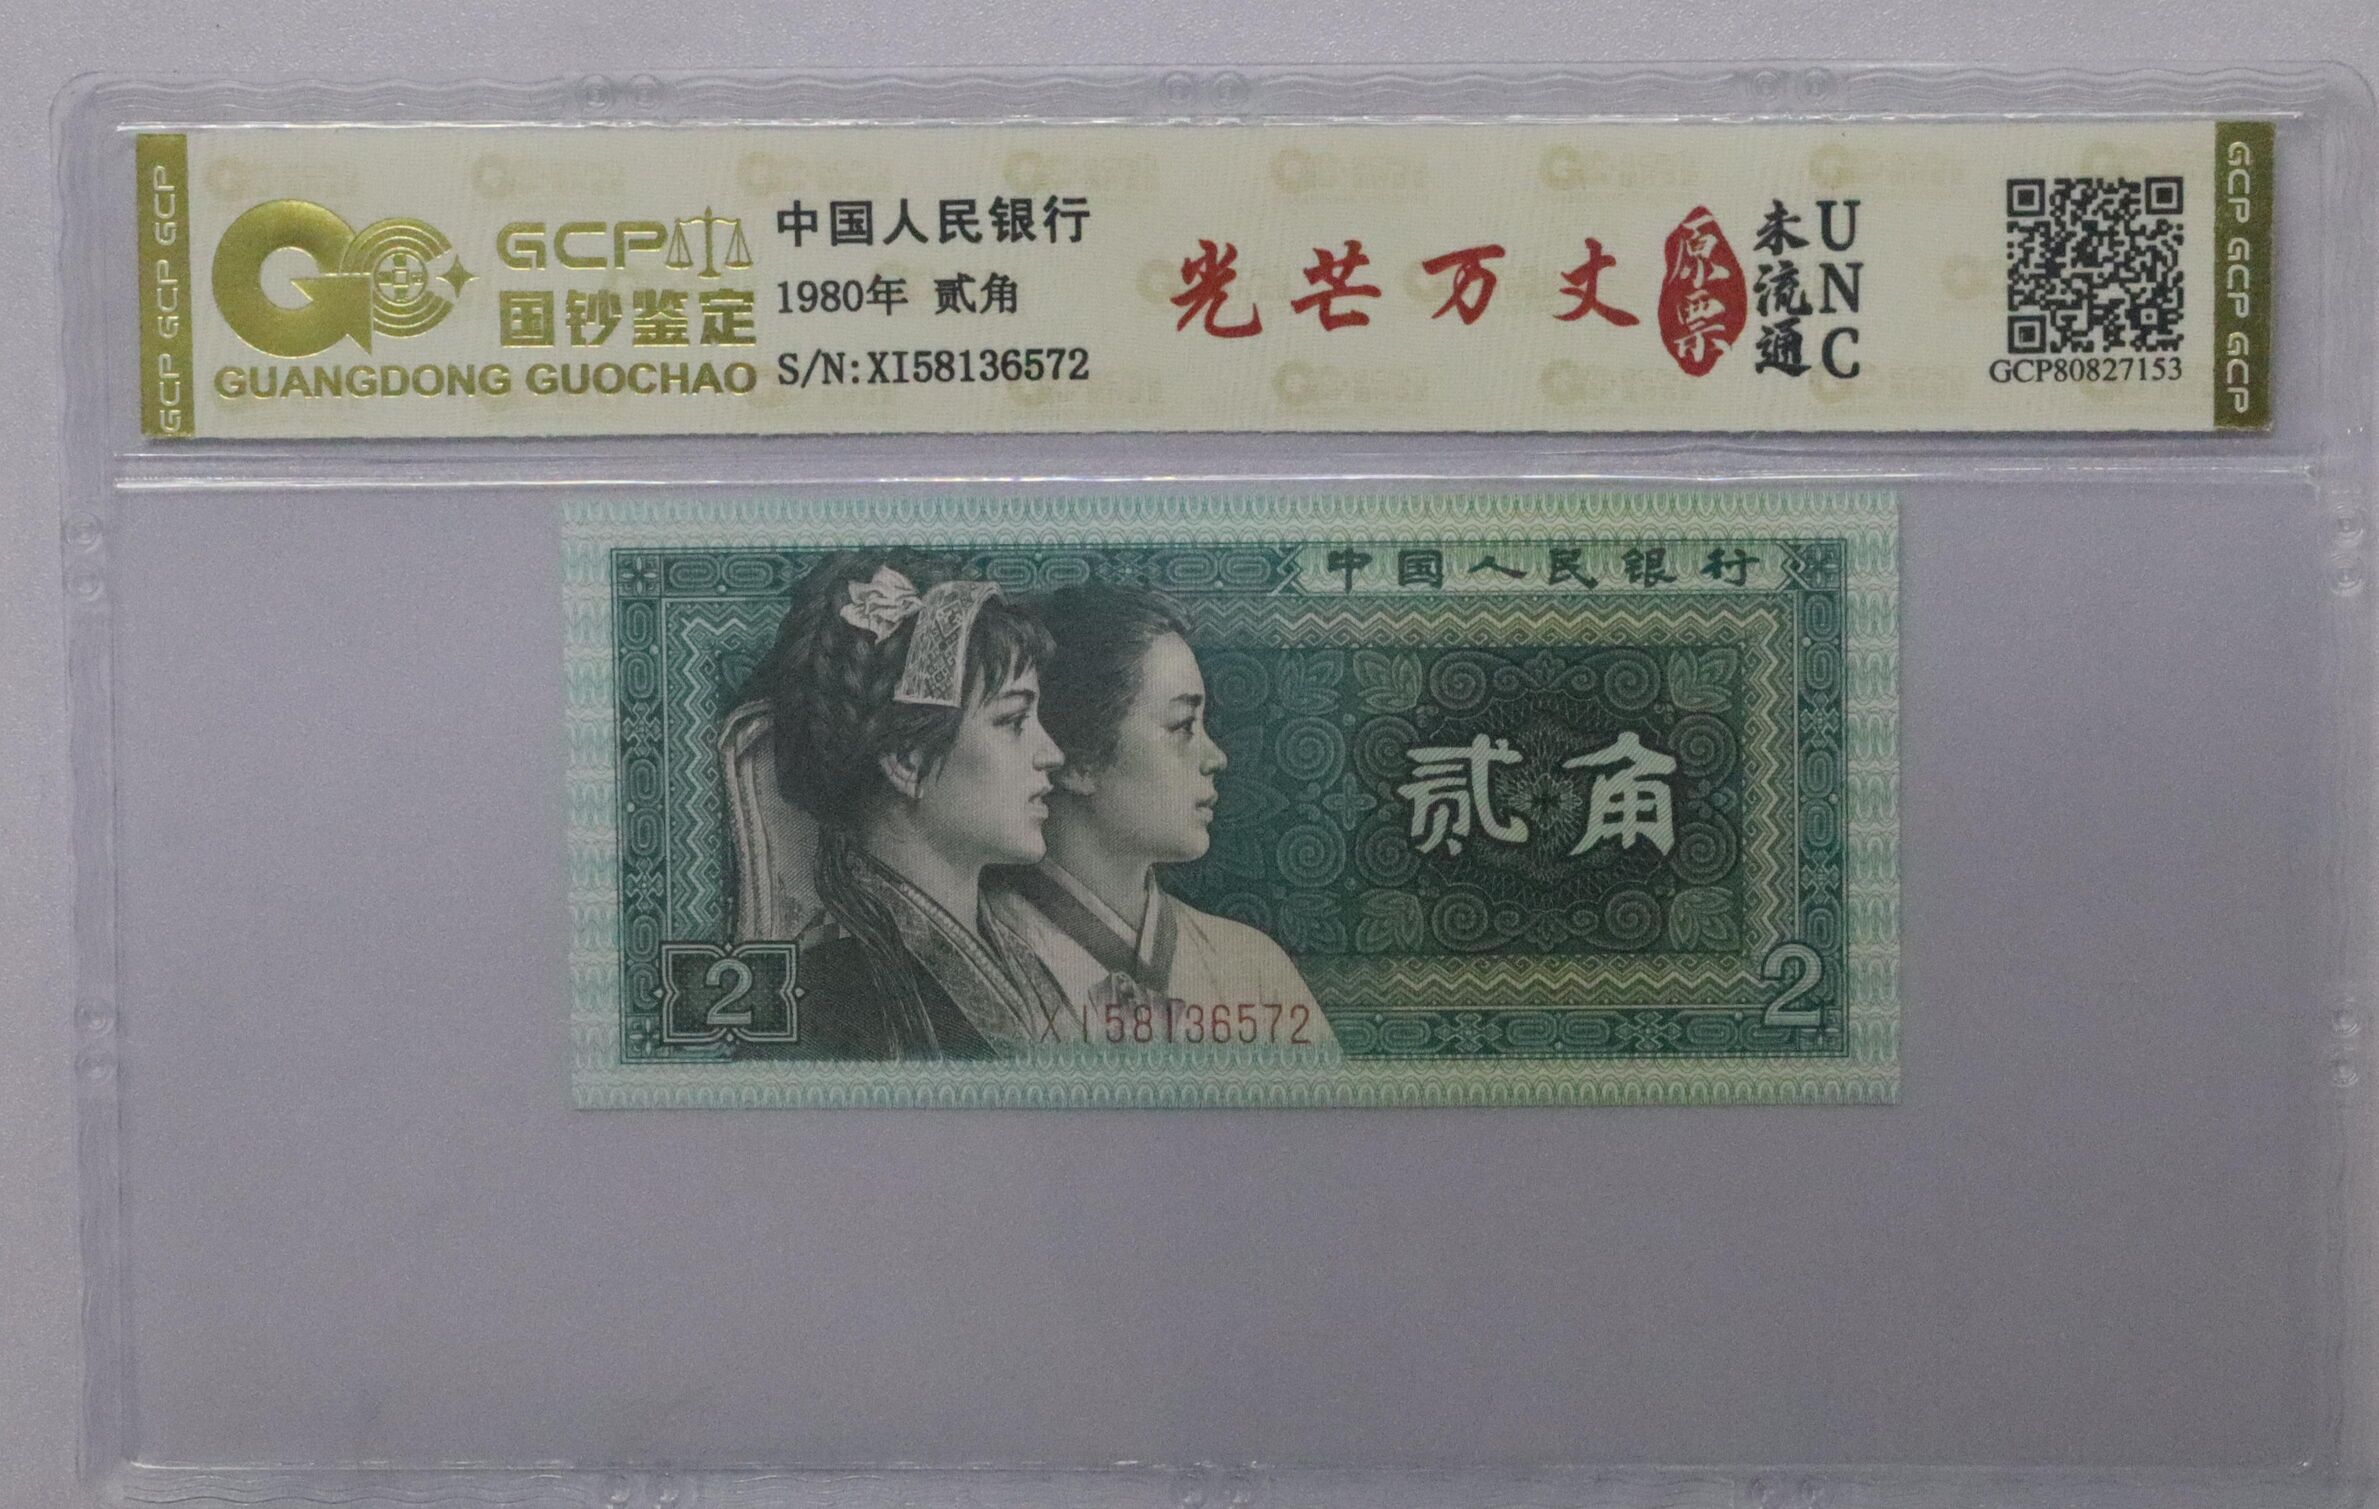 GCP GCP GCP
GCP
国钞鉴定
GUANGDONG GUOCHAO
中国人民银行
1980年 贰角
S/N:XI58136572
光芒万丈
原票
未流通
UNC
GCP80827153
GCP GCP GCP
中国人民银行
贰角
2
XI58136572
2